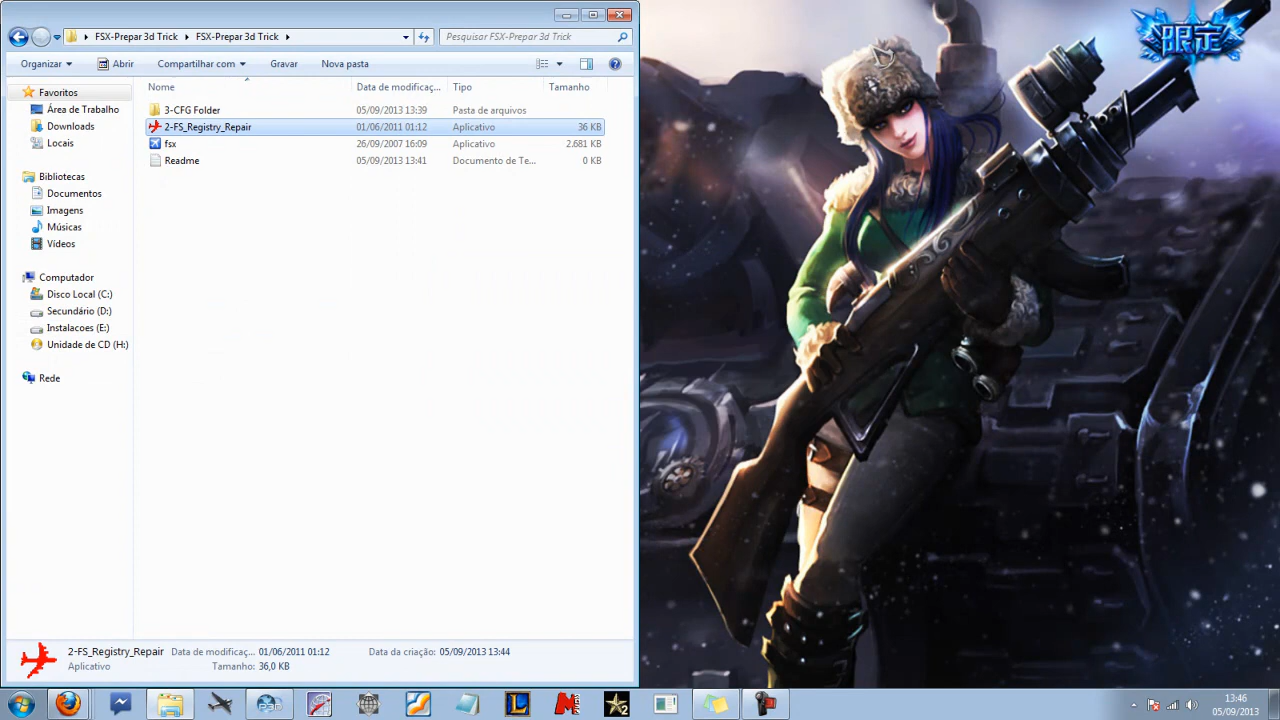 FSX-Prepar 3d Trick FSX-Prepar 3d Trick Pesquisar FSX-Prepar 3d Trick
Organizar Abrir Compartilhar com Gravar Nova pasta
Nome Data de modificaç... Tipo Tamanho
3-CFG Folder 05/09/2013 13:39 Pasta de arquivos
2-FS_Registry_Repair 01/06/2011 01:12 Aplicativo 36 KB
fsx 26/09/2007 16:09 Aplicativo 2.681 KB
Readme 05/09/2013 13:41 Documento de Te... 0 KB
Favoritos
Área de Trabalho
Downloads
Locais
Bibliotecas
Documentos
Imagens
Músicas
Vídeos
Computador
Disco Local (C:)
Secundário (D:)
Instalacoes (E:)
Unidade de CD (H:)
Rede
2-FS_Registry_Repair Data de modificaç... 01/06/2011 01:12 Data da criação: 05/09/2013 13:44
Aplicativo Tamanho: 36,0 KB
限定
13:46
05/09/2013